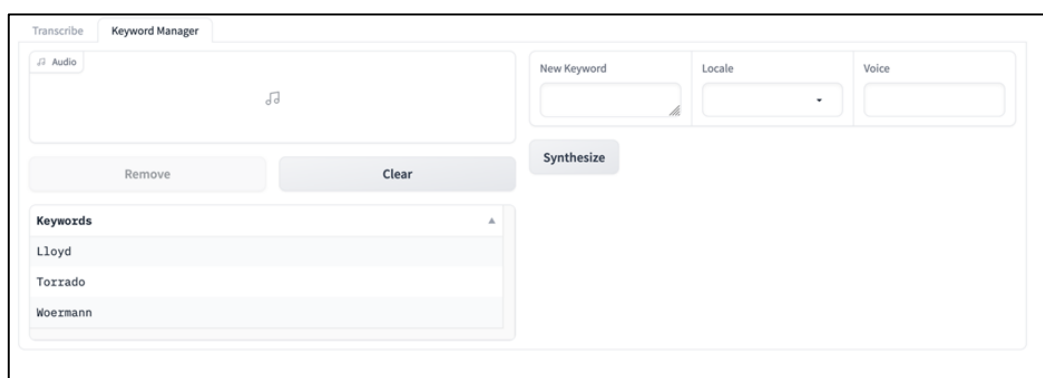 Transcribe Keyword Manager
Audio
Remove Clear
Keywords
Lloyd
Torrado
Woermann
New Keyword Locale Voice
Synthesize